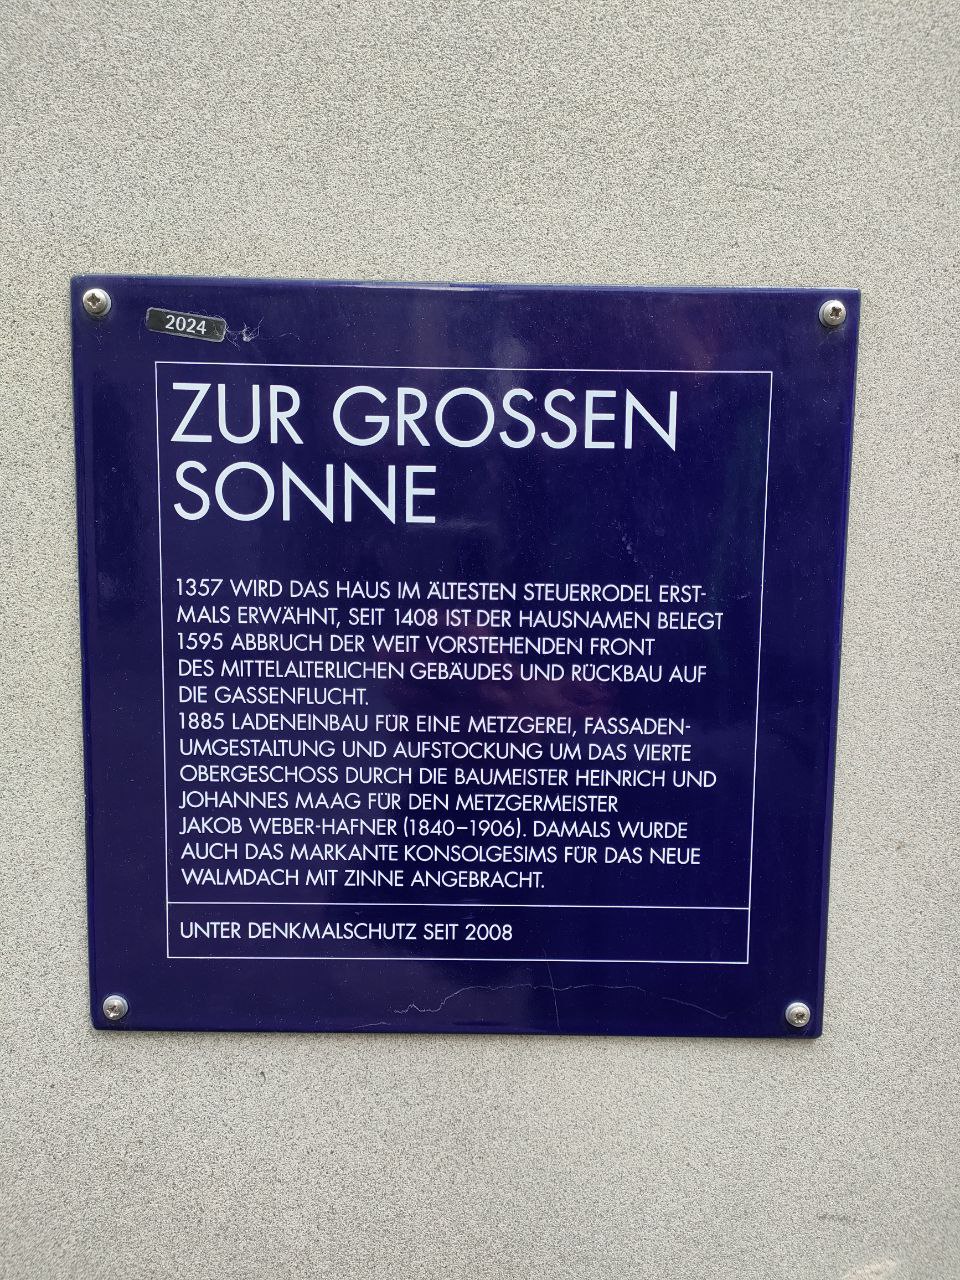 2024
ZUR GROSSEN
SONNE
1357 WIRD DAS HAUS IM ÄLTESTEN STEUERRODEL ERST-
MALS ERWÄHNT, SEIT 1408 IST DER HAUSNAMEN BELEGT
1595 ABBRUCH DER WEIT VORSTEHENDEN FRONT
DES MITTELALTERLICHEN GEBÄUDES UND RÜCKBAU AUF
DIE GASSENFLUCHT.
1885 LADENEINBAU FÜR EINE METZGEREI, FASSADEN-
UMGESTALTUNG UND AUFSTOCKUNG UM DAS VIERTE
OBERGESCHOSS DURCH DIE BAUMEISTER HEINRICH UND
JOHANNES MAAG FÜR DEN METZGERMEISTER
JAKOB WEBER-HAFNER (1840–1906). DAMALS WURDE
AUCH DAS MARKANTE KONSOLGESIMS FÜR DAS NEUE
WALMDACH MIT ZINNE ANGEBRACHT.
UNTER DENKMALSCHUTZ SEIT 2008